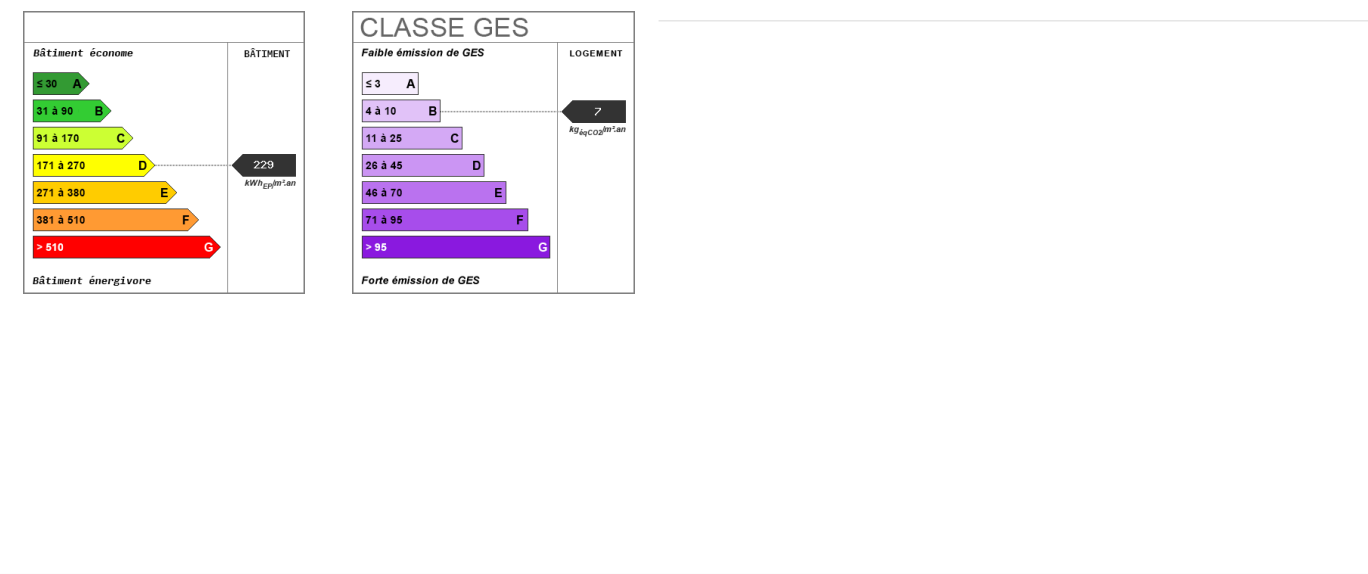 Bâtiment économe
BÂTIMENT
≤ 30 A
31 à 90 B
91 à 170 C
171 à 270 D
229
kWhEP/m².an
271 à 380 E
381 à 510 F
> 510 G
Bâtiment énergivore
CLASSE GES
Faible émission de GES
LOGEMENT
≤ 3 A
4 à 10 B
7
kgéqCO2/m².an
11 à 25 C
26 à 45 D
46 à 70 E
71 à 95 F
> 95 G
Forte émission de GES